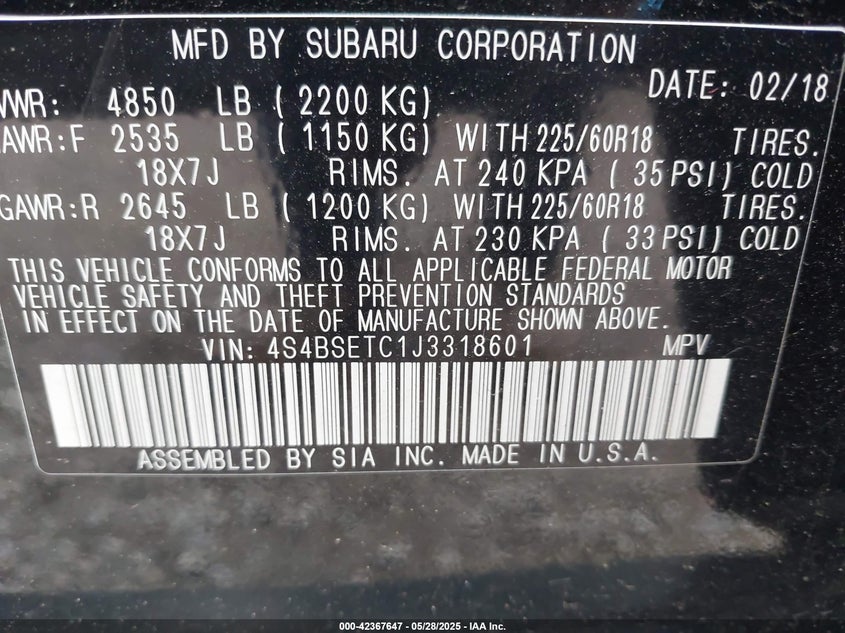 MFD BY SUBARU CORPORATION
DATE: 02/18
VWR: 4850 LB ( 2200 KG)
AWR:F 2535 LB ( 1150 KG) WITH 225/60R18 TIRES.
18X7J RIMS. AT 240 KPA ( 35 PSI) COLD
GAWR:R 2645 LB ( 1200 KG) WITH 225/60R18 TIRES.
18X7J RIMS. AT 230 KPA ( 33 PSI) COLD
THIS VEHICLE CONFORMS TO ALL APPLICABLE FEDERAL MOTOR
VEHICLE SAFETY AND THEFT PREVENTION STANDARDS
IN EFFECT ON THE DATE OF MANUFACTURE SHOWN ABOVE.
VIN: 4S4BSETC1J3318601 MPV
ASSEMBLED BY SIA INC. MADE IN U.S.A.
000-42367647 - 05/28/2025 - IAA Inc.